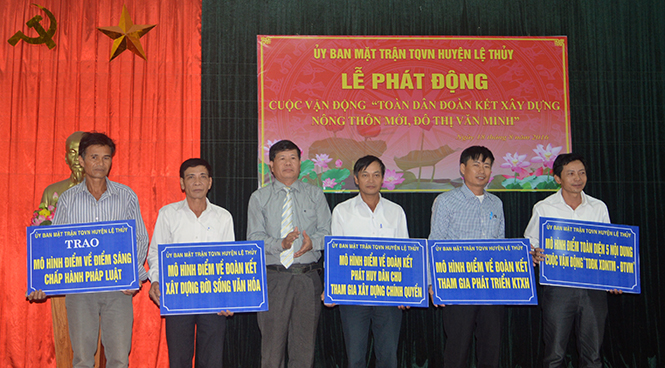 ỦY BAN MẶT TRẬN TQVN HUYỆN LỆ THỦY
LỄ PHÁT ĐỘNG
CUỘC VẬN ĐỘNG "TOÀN DÂN ĐOÀN KẾT XÂY DỰNG
NÔNG THÔN MỚI, ĐÔ THỊ VĂN MINH"
ỦY BAN MẶT TRẬN VN HUYỆN LỆ THỦY
TRAO
MÔ HÌNH ĐIỂM VỀ ĐIỂM SÁNG
CHẤP HÀNH PHÁP LUẬT
ỦY BAN MẶT TRẬN VN HUYỆN LỆ THỦY
MÔ HÌNH ĐIỂM VỀ ĐOÀN KẾT
XÂY DỰNG ĐỜI SỐNG VĂN HÓA
ỦY BAN MẶT TRẬN VN HUYỆN LỆ THỦY
MÔ HÌNH ĐIỂM VỀ ĐOÀN KẾT
PHÁT HUY DÂN CHỦ
THAM GIA XÂY DỰNG CHÍNH QUYỀN
ỦY BAN MẶT TRẬN VN HUYỆN LỆ THỦY
MÔ HÌNH ĐIỂM VỀ ĐOÀN KẾT
THAM GIA PHÁT TRIỂN KTXH
ỦY BAN MẶT TRẬN VN HUYỆN LỆ THỦY
MÔ HÌNH ĐIỂM TOÀN DIỆN 5 NỘI DUNG
CUỘC VẬN ĐỘNG "TDĐK XDNTM - ĐTVM"